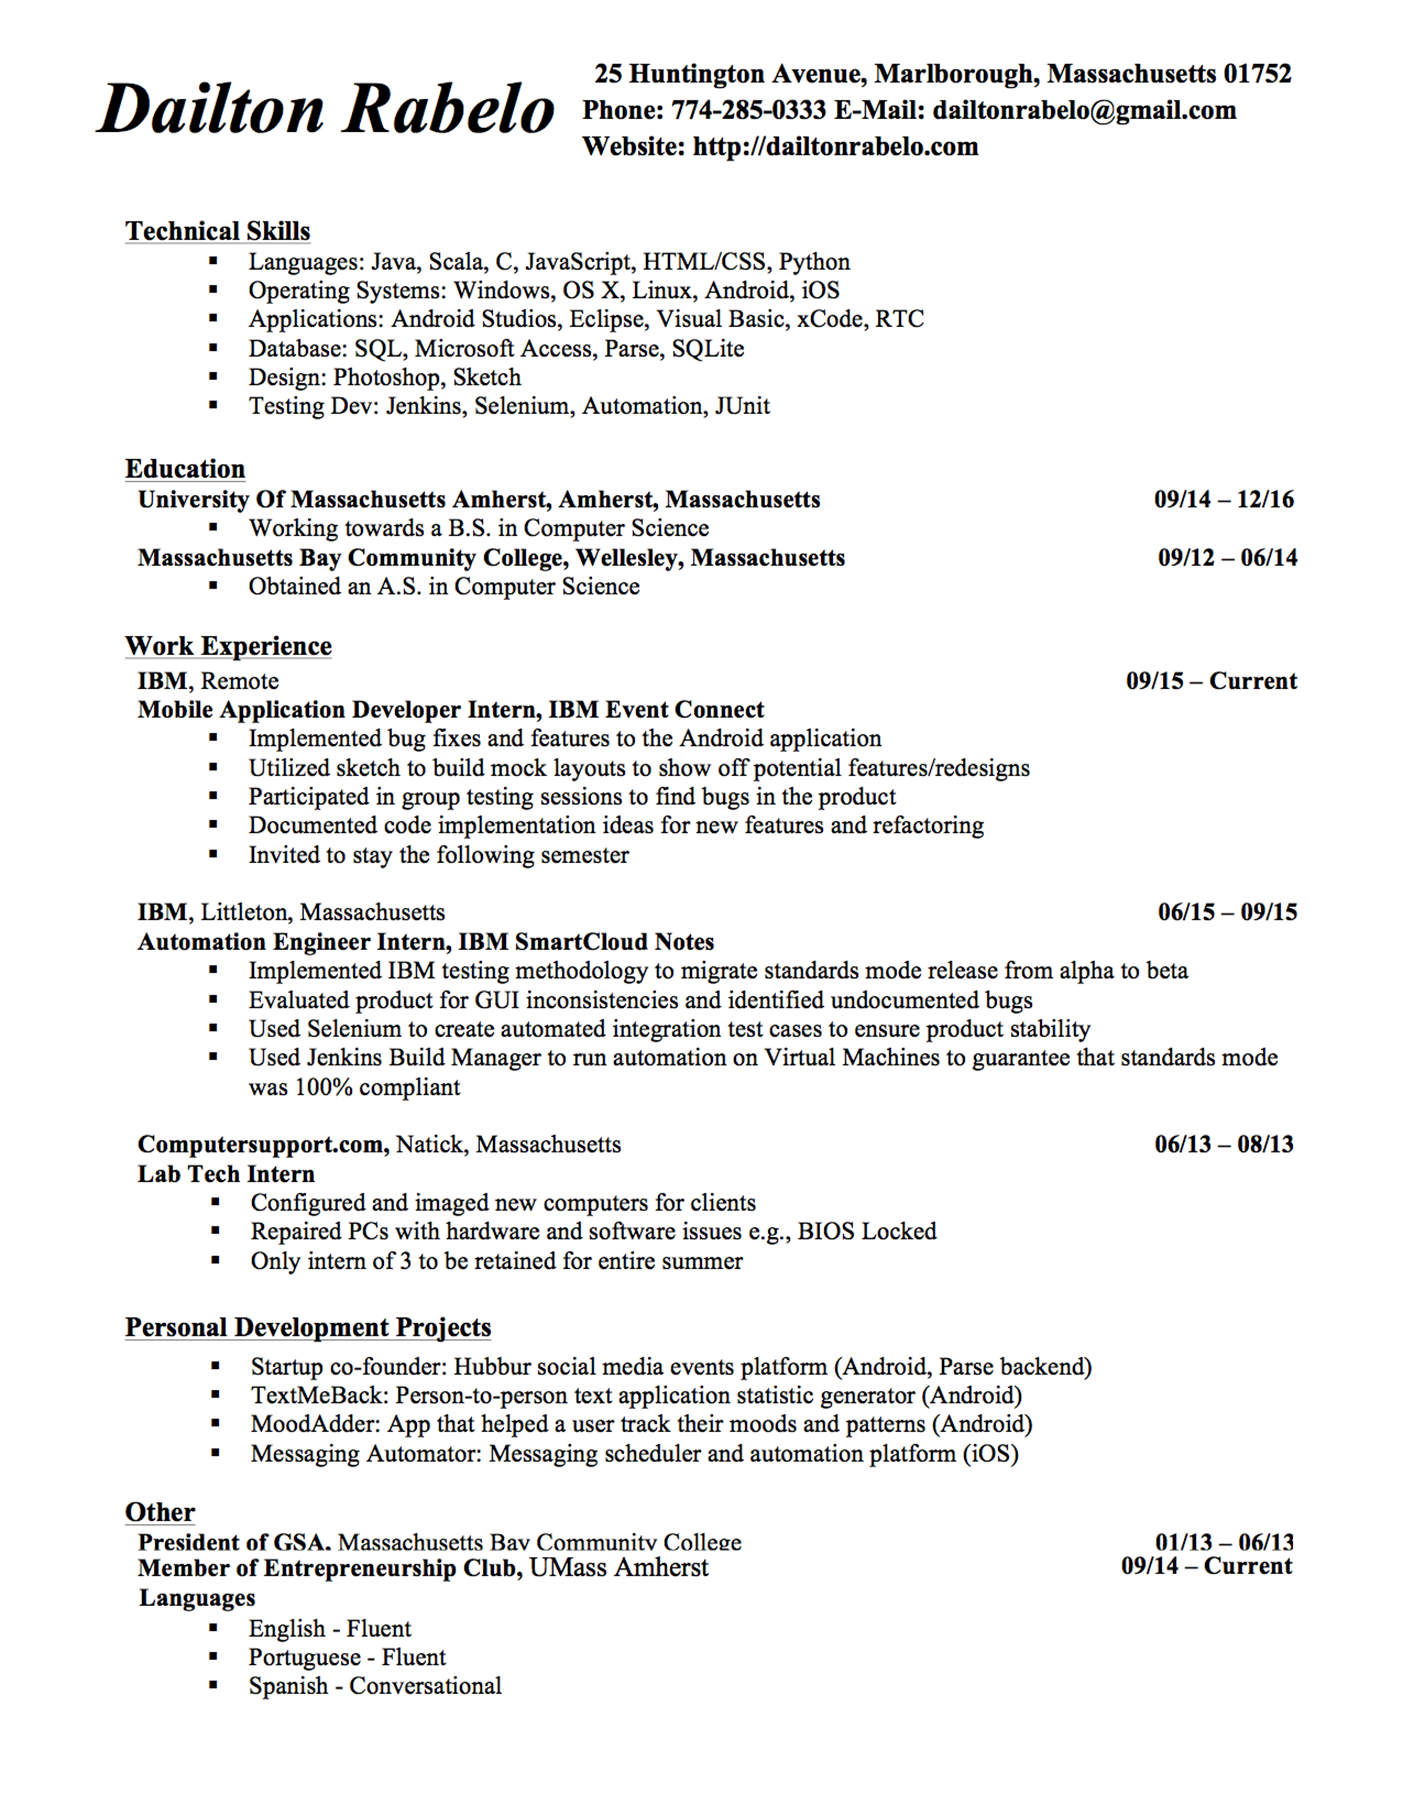 Dailton Rabelo
25 Huntington Avenue, Marlborough, Massachusetts 01752
Phone: 774-285-0333 E-Mail: dailtonrabelo@gmail.com
Website: http://dailtonrabelo.com
Technical Skills
▪ Languages: Java, Scala, C, JavaScript, HTML/CSS, Python
▪ Operating Systems: Windows, OS X, Linux, Android, iOS
▪ Applications: Android Studios, Eclipse, Visual Basic, xCode, RTC
▪ Database: SQL, Microsoft Access, Parse, SQLite
▪ Design: Photoshop, Sketch
▪ Testing Dev: Jenkins, Selenium, Automation, JUnit
Education
University Of Massachusetts Amherst, Amherst, Massachusetts 09/14 – 12/16
▪ Working towards a B.S. in Computer Science
Massachusetts Bay Community College, Wellesley, Massachusetts 09/12 – 06/14
▪ Obtained an A.S. in Computer Science
Work Experience
IBM, Remote 09/15 – Current
Mobile Application Developer Intern, IBM Event Connect
▪ Implemented bug fixes and features to the Android application
▪ Utilized sketch to build mock layouts to show off potential features/redesigns
▪ Participated in group testing sessions to find bugs in the product
▪ Documented code implementation ideas for new features and refactoring
▪ Invited to stay the following semester
IBM, Littleton, Massachusetts 06/15 – 09/15
Automation Engineer Intern, IBM SmartCloud Notes
▪ Implemented IBM testing methodology to migrate standards mode release from alpha to beta
▪ Evaluated product for GUI inconsistencies and identified undocumented bugs
▪ Used Selenium to create automated integration test cases to ensure product stability
▪ Used Jenkins Build Manager to run automation on Virtual Machines to guarantee that standards mode
was 100% compliant
Computersupport.com, Natick, Massachusetts 06/13 – 08/13
Lab Tech Intern
▪ Configured and imaged new computers for clients
▪ Repaired PCs with hardware and software issues e.g., BIOS Locked
▪ Only intern of 3 to be retained for entire summer
Personal Development Projects
▪ Startup co-founder: Hubbur social media events platform (Android, Parse backend)
▪ TextMeBack: Person-to-person text application statistic generator (Android)
▪ MoodAdder: App that helped a user track their moods and patterns (Android)
▪ Messaging Automator: Messaging scheduler and automation platform (iOS)
Other
President of GSA, Massachusetts Bay Community College 01/13 – 06/13
Member of Entrepreneurship Club, UMass Amherst 09/14 – Current
Languages
▪ English - Fluent
▪ Portuguese - Fluent
▪ Spanish - Conversational